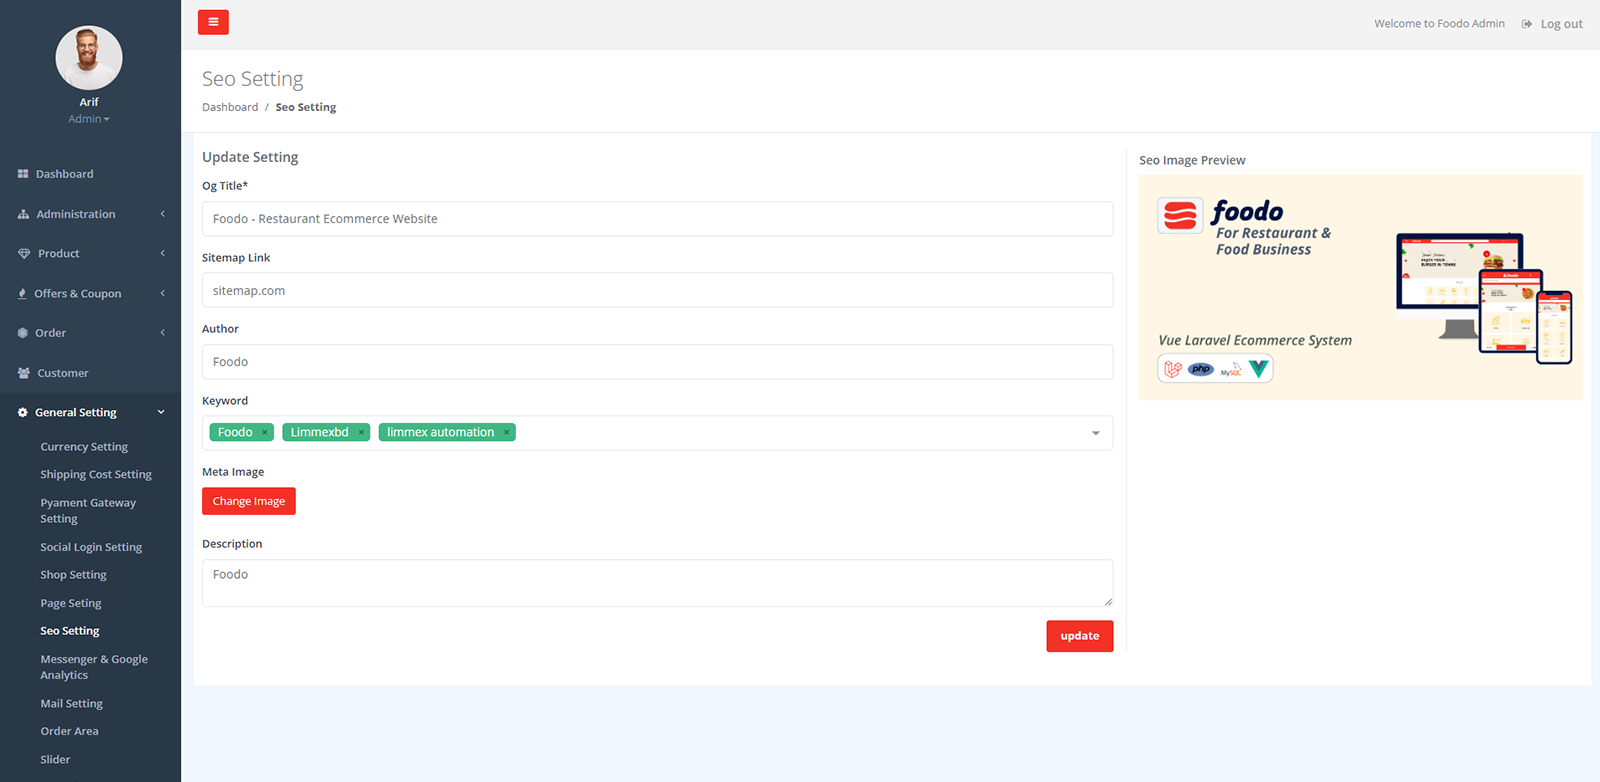 Welcome to Foodo Admin
Log out
Arif
Admin
Dashboard
Administration
Product
Offers & Coupon
Order
Customer
General Setting
Currency Setting
Shipping Cost Setting
Pyament Gateway
Setting
Social Login Setting
Shop Setting
Page Seting
Seo Setting
Messenger & Google
Analytics
Mail Setting
Order Area
Slider
Seo Setting
Dashboard / Seo Setting
Update Setting
Og Title*
Foodo - Restaurant Ecommerce Website
Sitemap Link
sitemap.com
Author
Foodo
Keyword
Foodo × Limmexbd × limmex automation ×
Meta Image
Change Image
Description
Foodo
update
Seo Image Preview
foodo
For Restaurant &
Food Business
Vue Laravel Ecommerce System
php MySQL